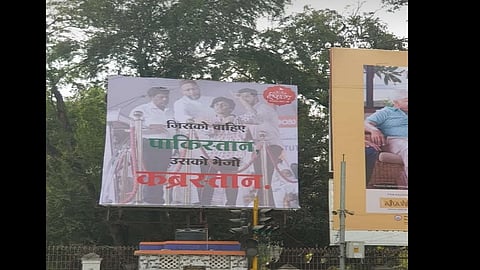 जिसको चाहिए
पाकिस्तान,
उसको भेजों
कब्रस्तान.